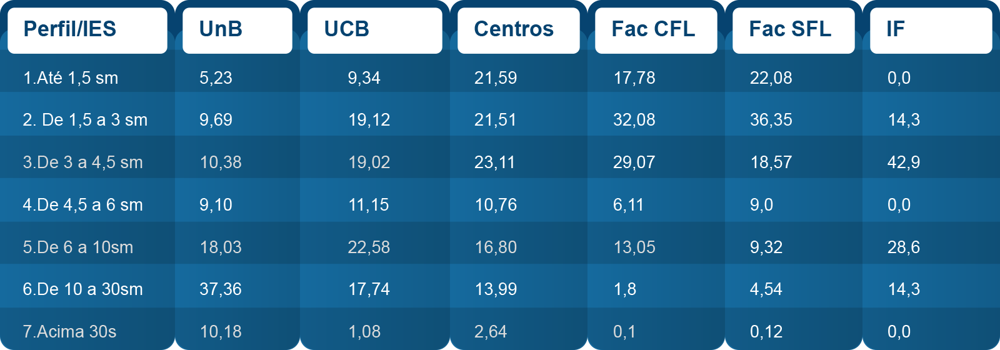 Perfil/IES UnB UCB Centros Fac CFL Fac SFL IF
1.Até 1,5 sm 5,23 9,34 21,59 17,78 22,08 0,0
2. De 1,5 a 3 sm 9,69 19,12 21,51 32,08 36,35 14,3
3.De 3 a 4,5 sm 10,38 19,02 23,11 29,07 18,57 42,9
4.De 4,5 a 6 sm 9,10 11,15 10,76 6,11 9,0 0,0
5.De 6 a 10sm 18,03 22,58 16,80 13,05 9,32 28,6
6.De 10 a 30sm 37,36 17,74 13,99 1,8 4,54 14,3
7.Acima 30s 10,18 1,08 2,64 0,1 0,12 0,0